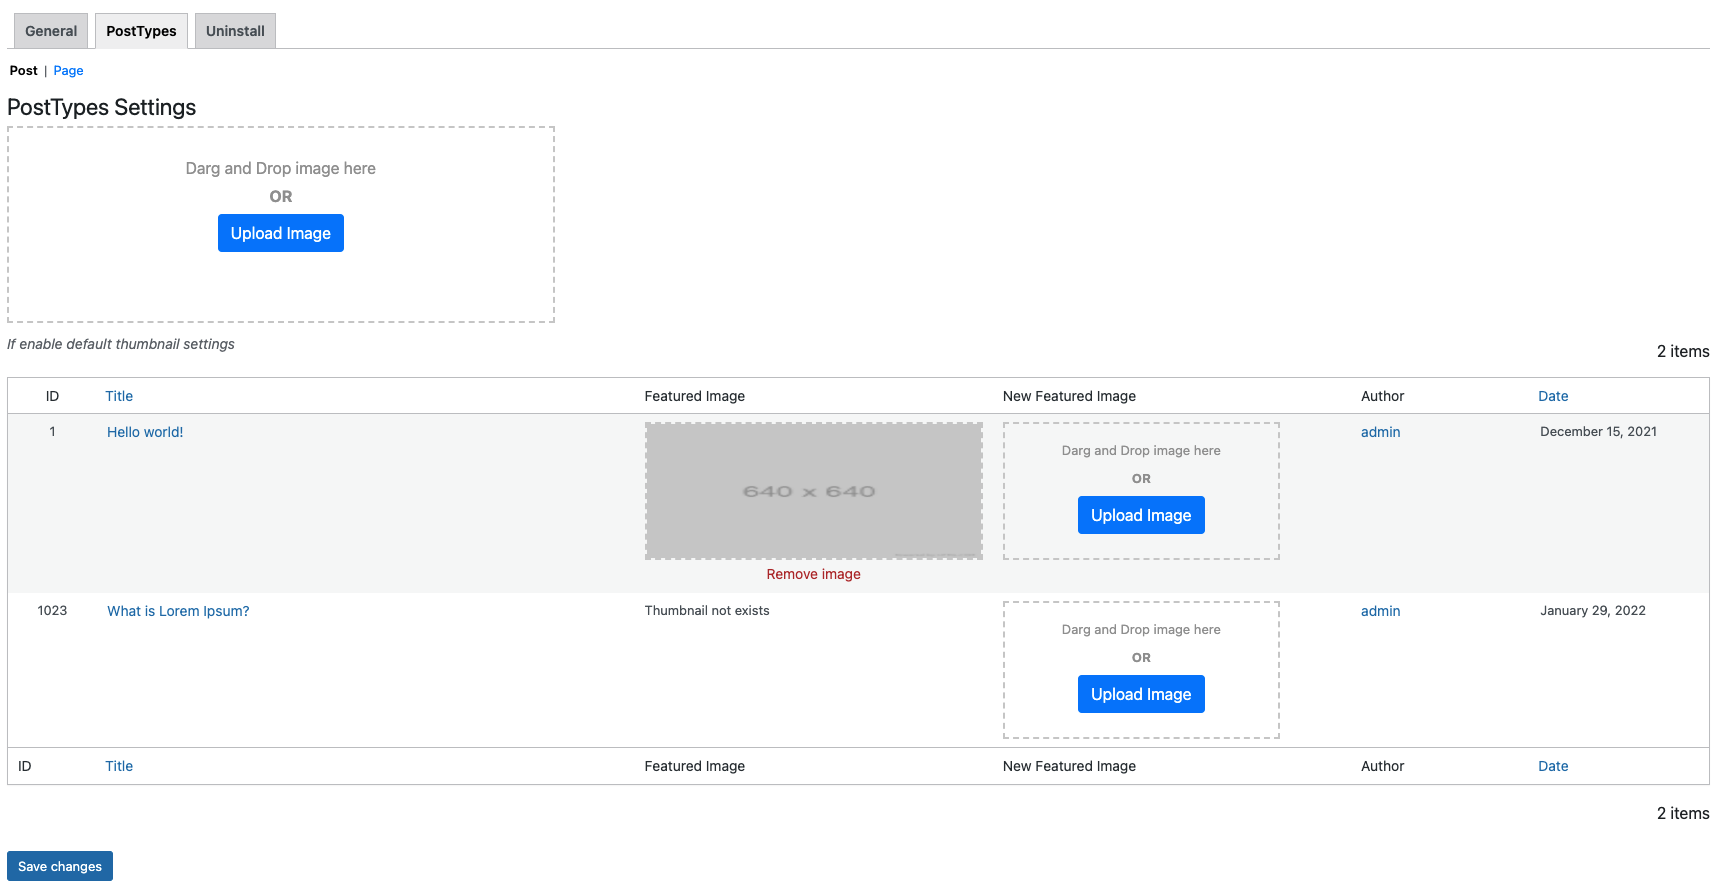 General PostTypes Uninstall
Post | Page
PostTypes Settings
Darg and Drop image here
OR
Upload Image
If enable default thumbnail settings
2 items
ID Title Featured Image New Featured Image Author Date
1 Hello world! admin December 15, 2021
640 x 640
Darg and Drop image here
OR
Upload Image
Remove image
1023 What is Lorem Ipsum? Thumbnail not exists admin January 29, 2022
Darg and Drop image here
OR
Upload Image
ID Title Featured Image New Featured Image Author Date
2 items
Save changes